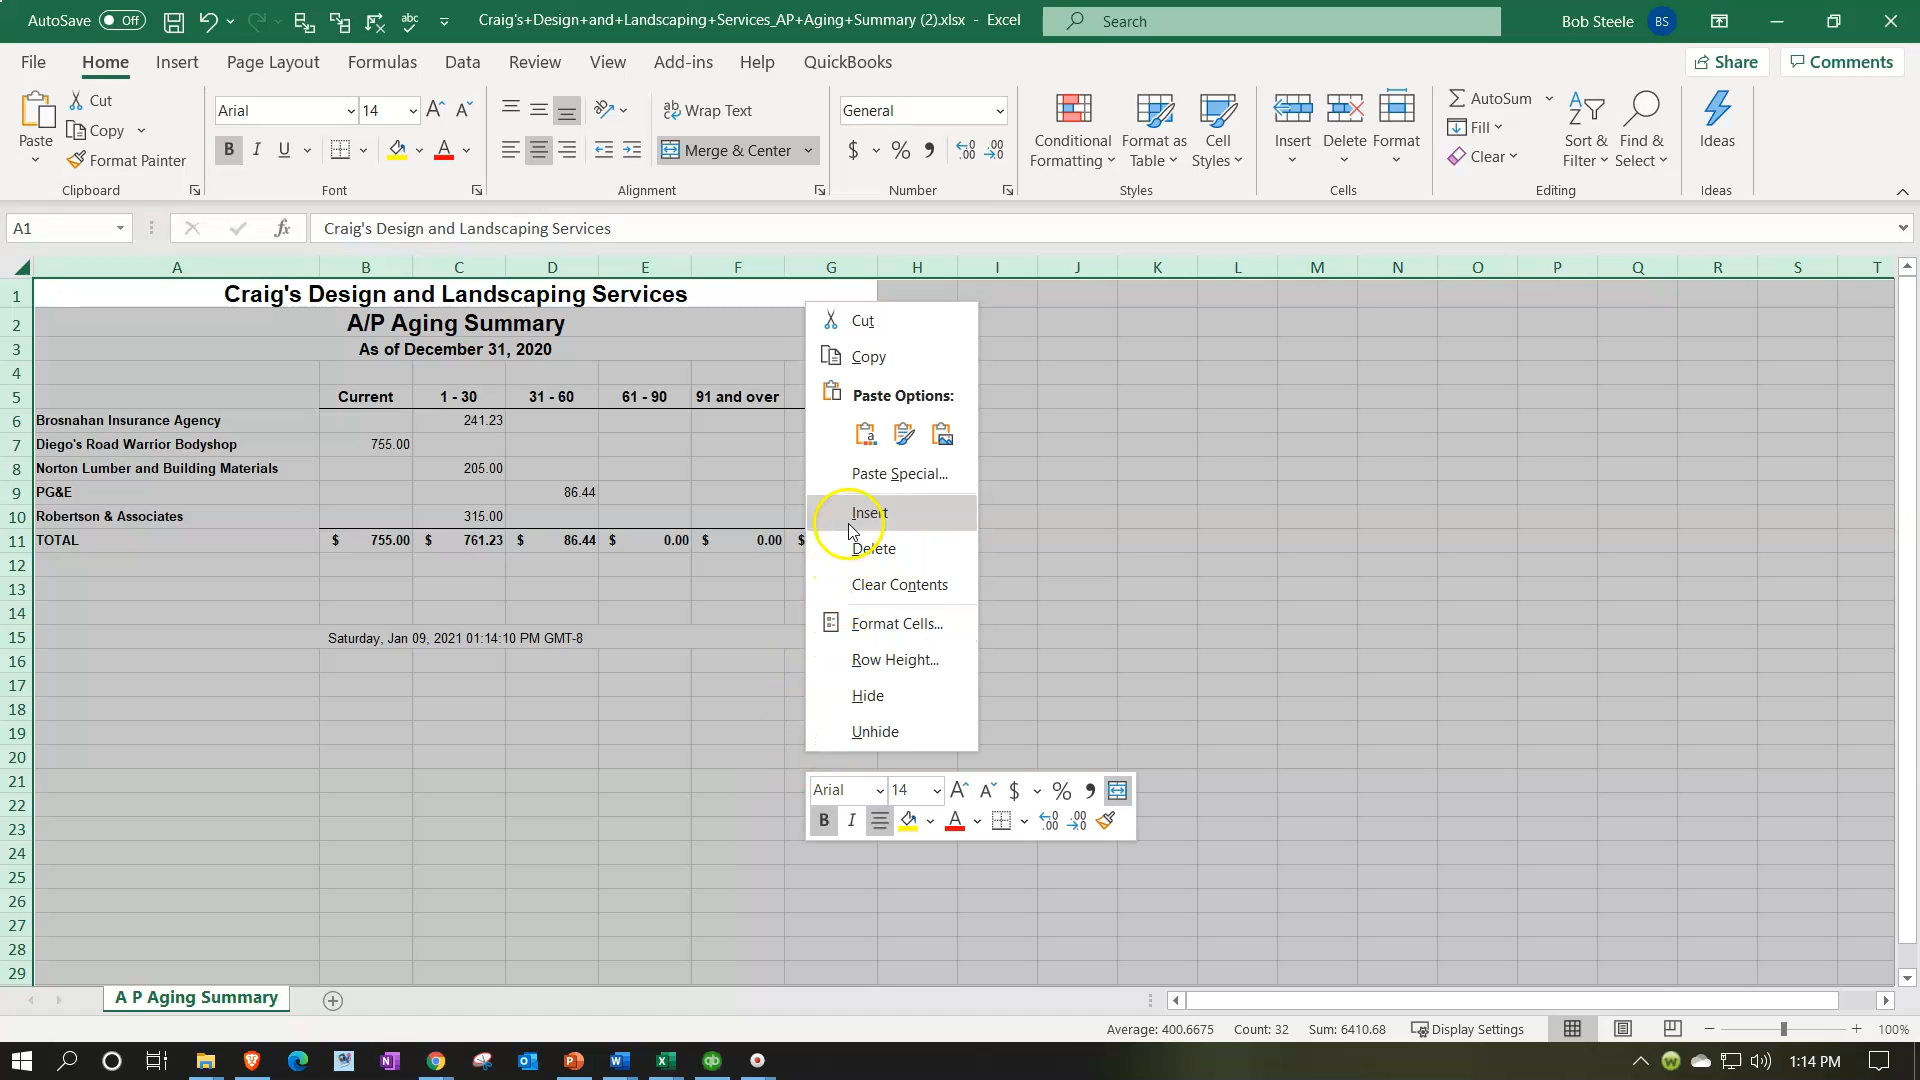 AutoSave Off abc Craig's+Design+and+Landscaping+Services_AP+Aging+Summary (2).xlsx - Excel Search Bob Steele BS
File Home Insert Page Layout Formulas Data Review View Add-ins Help QuickBooks Share Comments
Paste Cut Copy Format Painter
Arial 14 A^ A˅
B I U A
ab Wrap Text
Merge & Center
General
$ % 9 .00
Conditional Formatting
Format as Table
Cell Styles
Insert Delete Format
AutoSum Fill Clear
Sort & Filter
Find & Select
Ideas
Clipboard Font Alignment Number Styles Cells Editing Ideas
A1 fx Craig's Design and Landscaping Services
A B C D E F G H I J K L M N O P Q R S T
1 Craig's Design and Landscaping Services
2 A/P Aging Summary
3 As of December 31, 2020
4
5 Current 1 - 30 31 - 60 61 - 90 91 and over
6 Brosnahan Insurance Agency 241.23
7 Diego's Road Warrior Bodyshop 755.00
8 Norton Lumber and Building Materials 205.00
9 PG&E 86.44
10 Robertson & Associates 315.00
11 TOTAL $ 755.00 $ 761.23 $ 86.44 $ 0.00 $ 0.00 $
12
13
14
15 Saturday, Jan 09, 2021 01:14:10 PM GMT-8
16
17
18
19
20
21
22
23
24
25
26
27
28
29
Cut
Copy
Paste Options:
Paste Special...
Insert
Delete
Clear Contents
Format Cells...
Row Height...
Hide
Unhide
Arial 14 A^ A˅ $ % 9
B I A .00
A P Aging Summary
Average: 400.6675 Count: 32 Sum: 6410.68 Display Settings 100%
1:14 PM